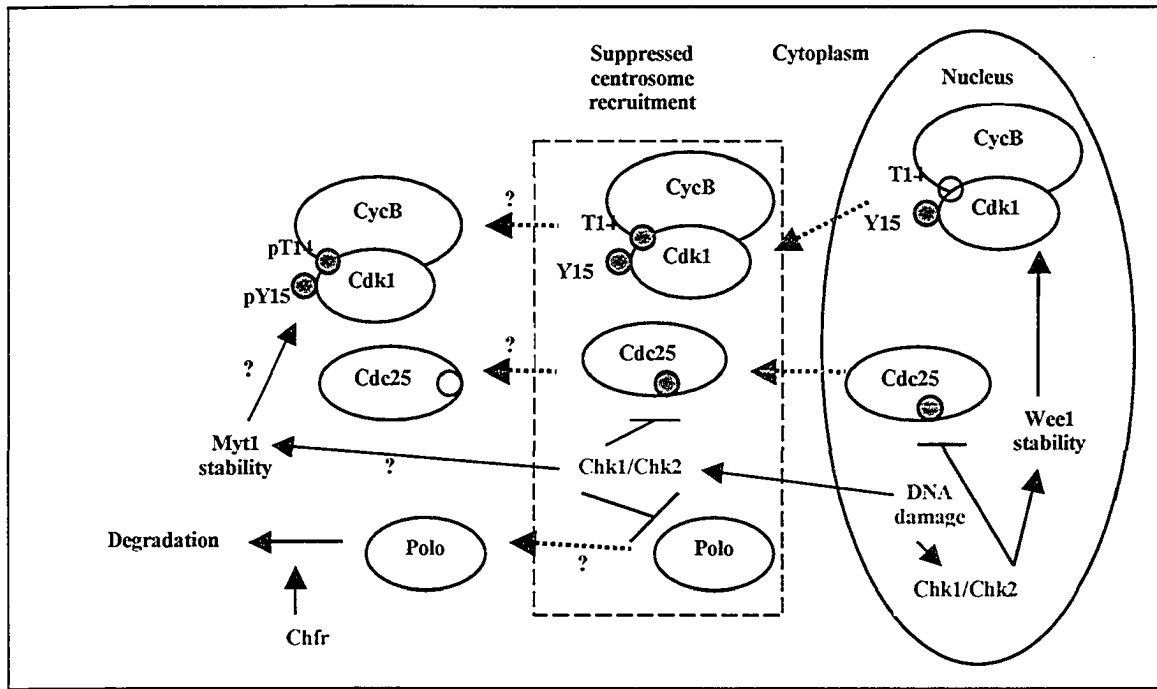 Suppressed
centrosome
recruitment
Cytoplasm
Nucleus
CycB
T14
Cdk1
Y15
CycB
T14
Cdk1
Y15
?
CycB
pT14
Cdk1
pY15
?
?
Cdc25
Cdc25
Cdc25
Wee1
stability
Myt1
stability
?
Chk1/Chk2
DNA
damage
Chk1/Chk2
Degradation
Polo
?
Polo
Chfr